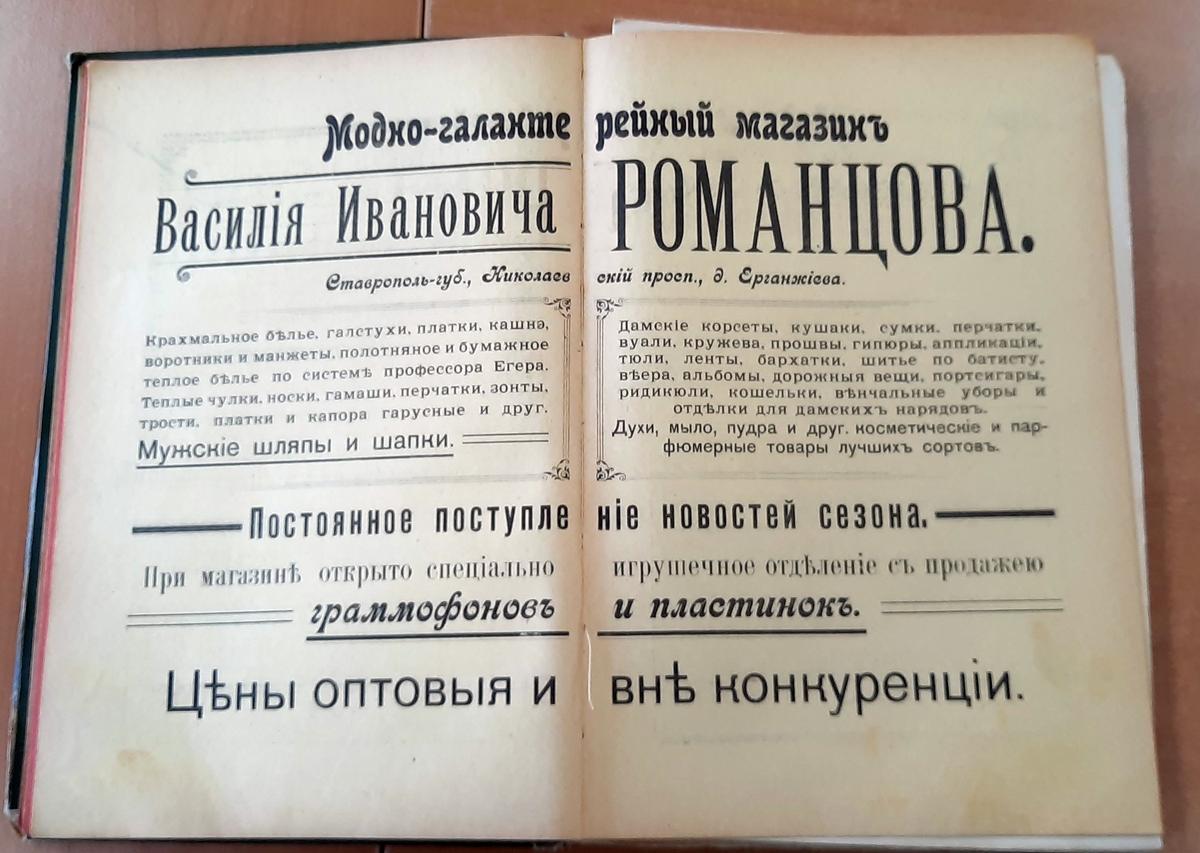 Модно-галантерейный магазинъ
Василія Ивановича РОМАНЦОВА.
Ставрополь-губ., Николаевскій просп., д. Ерганжіева.
Крахмальное бѣлье, галстухи, платки, кашнэ,
воротники и манжеты, полотняное и бумажное
теплое бѣлье по системѣ профессора Егера.
Теплые чулки, носки, гамаши, перчатки, зонты,
трости, платки и капора гарусные и друг.
Мужскіе шляпы и шапки.
Дамскіе корсеты, кушаки, сумки, перчатки,
вуали, кружева, прошвы, гипюры, аппликаціи,
тюли, ленты, бархатки, шитье по батисту,
вѣера, альбомы, дорожныя вещи, портсигары,
ридикюли, кошельки, вѣнчальные уборы и
отдѣлки для дамскихъ нарядовъ.
Духи, мыло, пудра и друг. косметическіе и пар-
фюмерные товары лучшихъ сортовъ.
Постоянное поступленіе новостей сезона.
При магазинѣ открыто спеціально игрушечное отдѣленіе съ продажею
граммофоновъ и пластинокъ.
Цѣны оптовыя и внѣ конкуренціи.